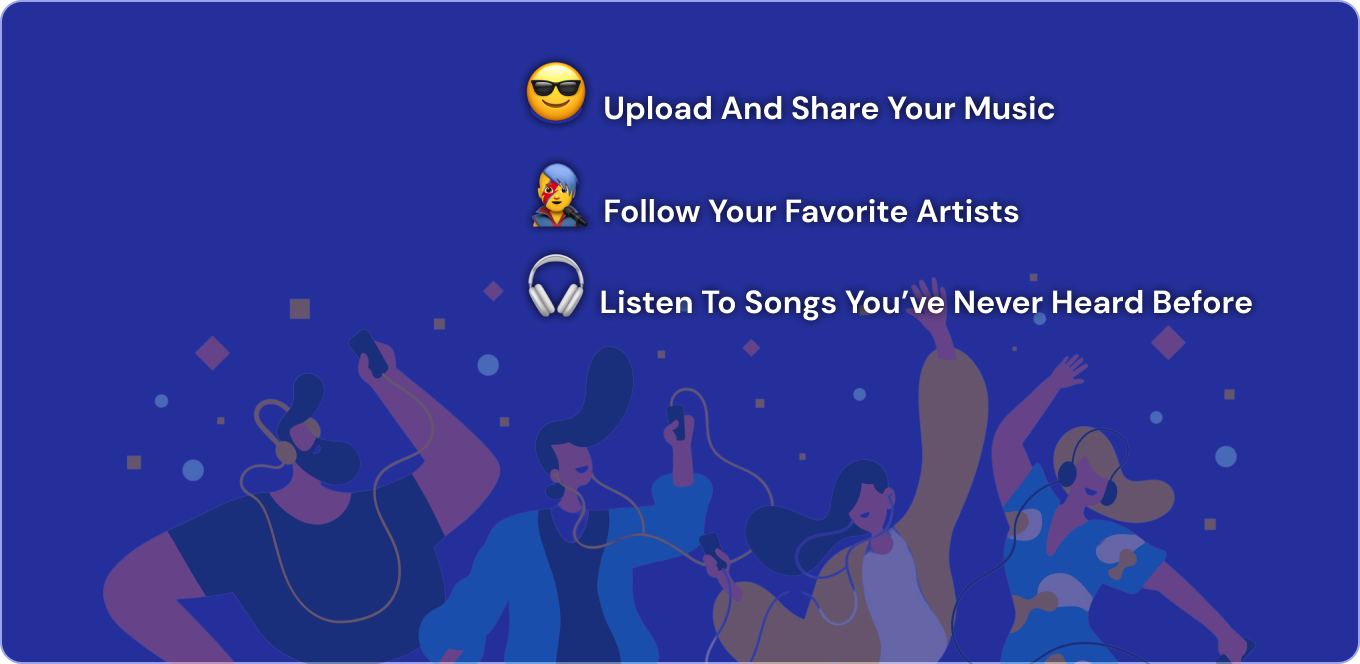 Upload And Share Your Music
Follow Your Favorite Artists
Listen To Songs You’ve Never Heard Before